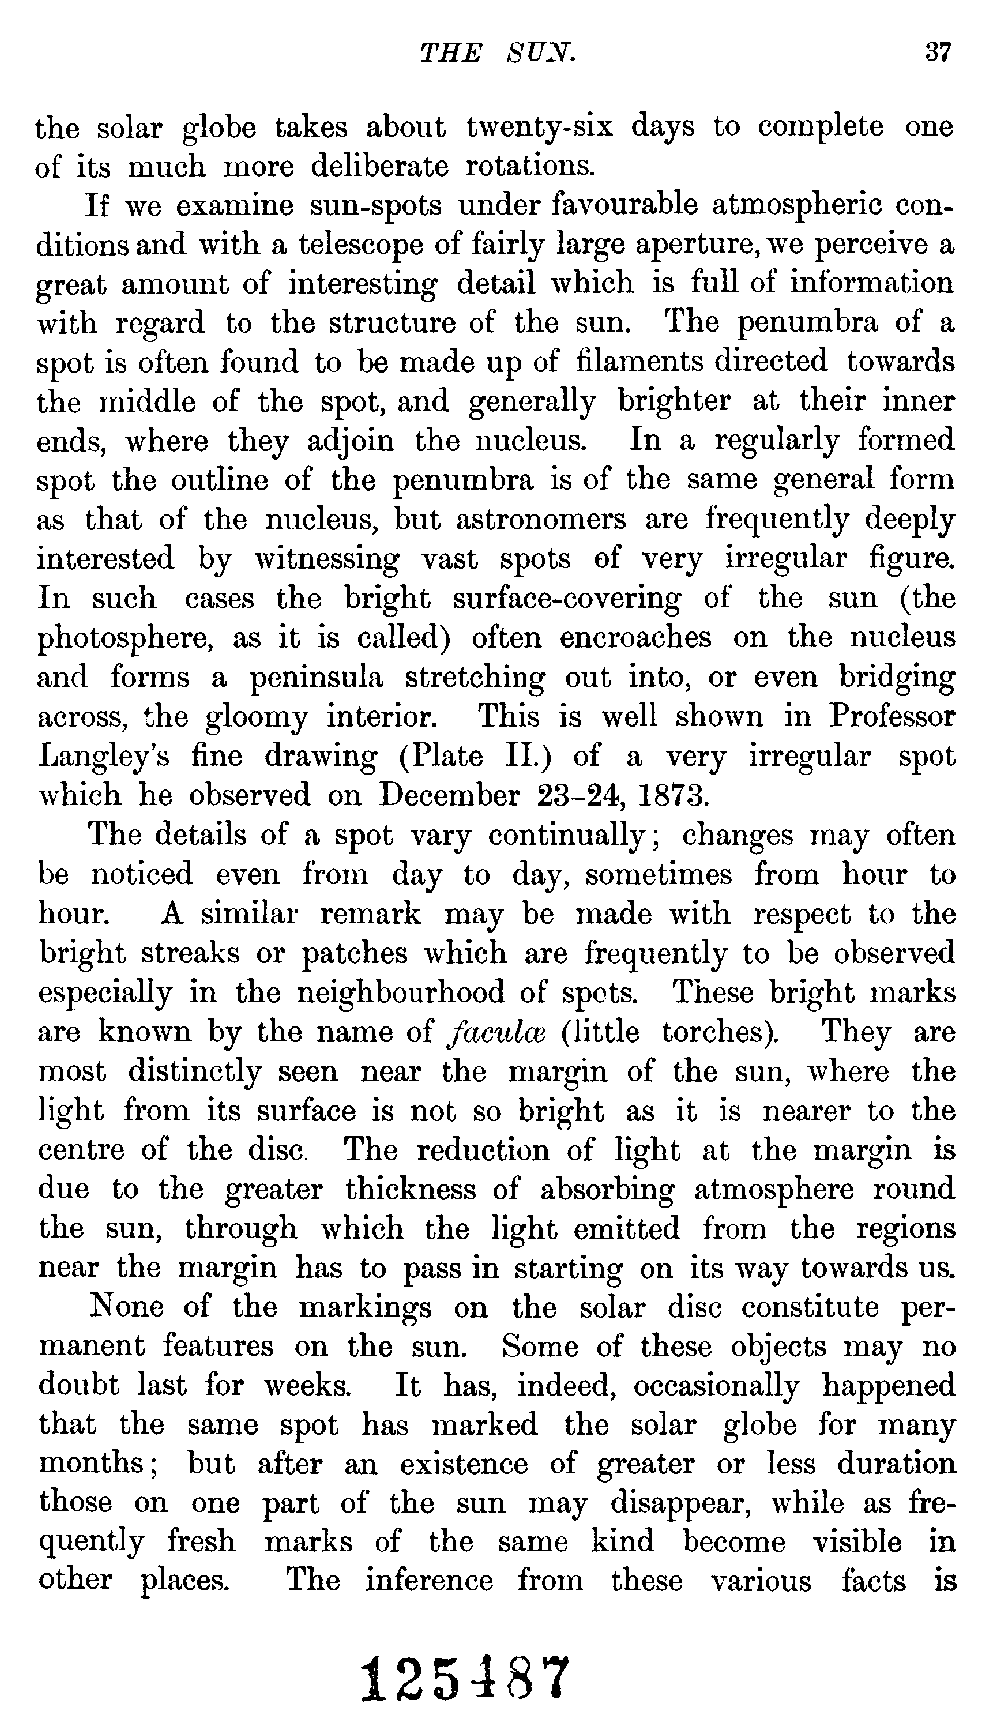 THE SUN. 37
the solar globe takes about twenty-six days to complete one
of its much more deliberate rotations.
If we examine sun-spots under favourable atmospheric con-
ditions and with a telescope of fairly large aperture, we perceive a
great amount of interesting detail which is full of information
with regard to the structure of the sun. The penumbra of a
spot is often found to be made up of filaments directed towards
the middle of the spot, and generally brighter at their inner
ends, where they adjoin the nucleus. In a regularly formed
spot the outline of the penumbra is of the same general form
as that of the nucleus, but astronomers are frequently deeply
interested by witnessing vast spots of very irregular figure.
In such cases the bright surface-covering of the sun (the
photosphere, as it is called) often encroaches on the nucleus
and forms a peninsula stretching out into, or even bridging
across, the gloomy interior. This is well shown in Professor
Langley's fine drawing (Plate II.) of a very irregular spot
which he observed on December 23–24, 1873.
The details of a spot vary continually; changes may often
be noticed even from day to day, sometimes from hour to
hour. A similar remark may be made with respect to the
bright streaks or patches which are frequently to be observed
especially in the neighbourhood of spots. These bright marks
are known by the name of faculæ (little torches). They are
most distinctly seen near the margin of the sun, where the
light from its surface is not so bright as it is nearer to the
centre of the disc. The reduction of light at the margin is
due to the greater thickness of absorbing atmosphere round
the sun, through which the light emitted from the regions
near the margin has to pass in starting on its way towards us.
None of the markings on the solar disc constitute per-
manent features on the sun. Some of these objects may no
doubt last for weeks. It has, indeed, occasionally happened
that the same spot has marked the solar globe for many
months; but after an existence of greater or less duration
those on one part of the sun may disappear, while as fre-
quently fresh marks of the same kind become visible in
other places. The inference from these various facts is
125487